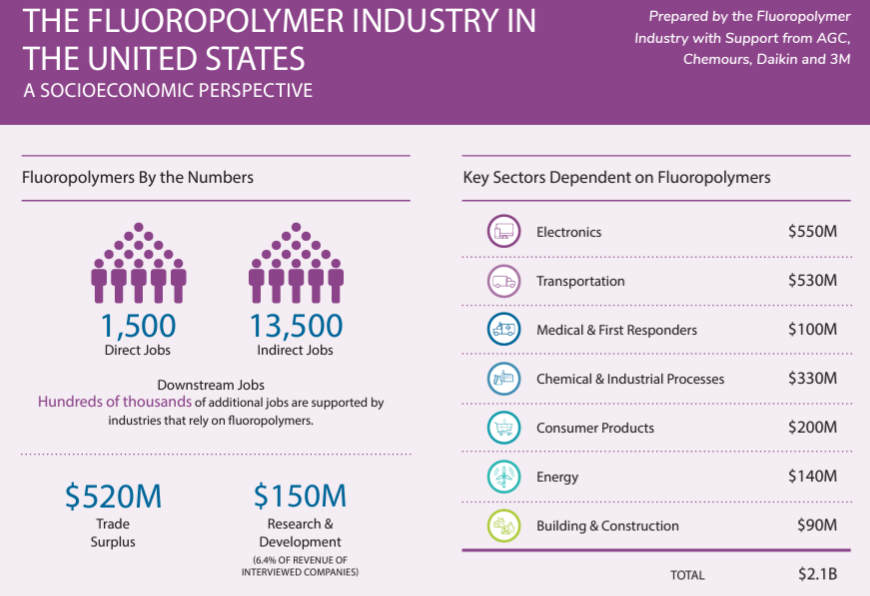 THE FLUOROPOLYMER INDUSTRY IN
THE UNITED STATES
A SOCIOECONOMIC PERSPECTIVE
Prepared by the Fluoropolymer
Industry with Support from AGC,
Chemours, Daikin and 3M
Fluoropolymers By the Numbers
1,500
Direct Jobs
13,500
Indirect Jobs
Downstream Jobs
Hundreds of thousands of additional jobs are supported by
industries that rely on fluoropolymers.
$520M
Trade
Surplus
$150M
Research &
Development
(6.4% OF REVENUE OF
INTERVIEWED COMPANIES)
Key Sectors Dependent on Fluoropolymers
Electronics $550M
Transportation $530M
Medical & First Responders $100M
Chemical & Industrial Processes $330M
Consumer Products $200M
Energy $140M
Building & Construction $90M
TOTAL $2.1B